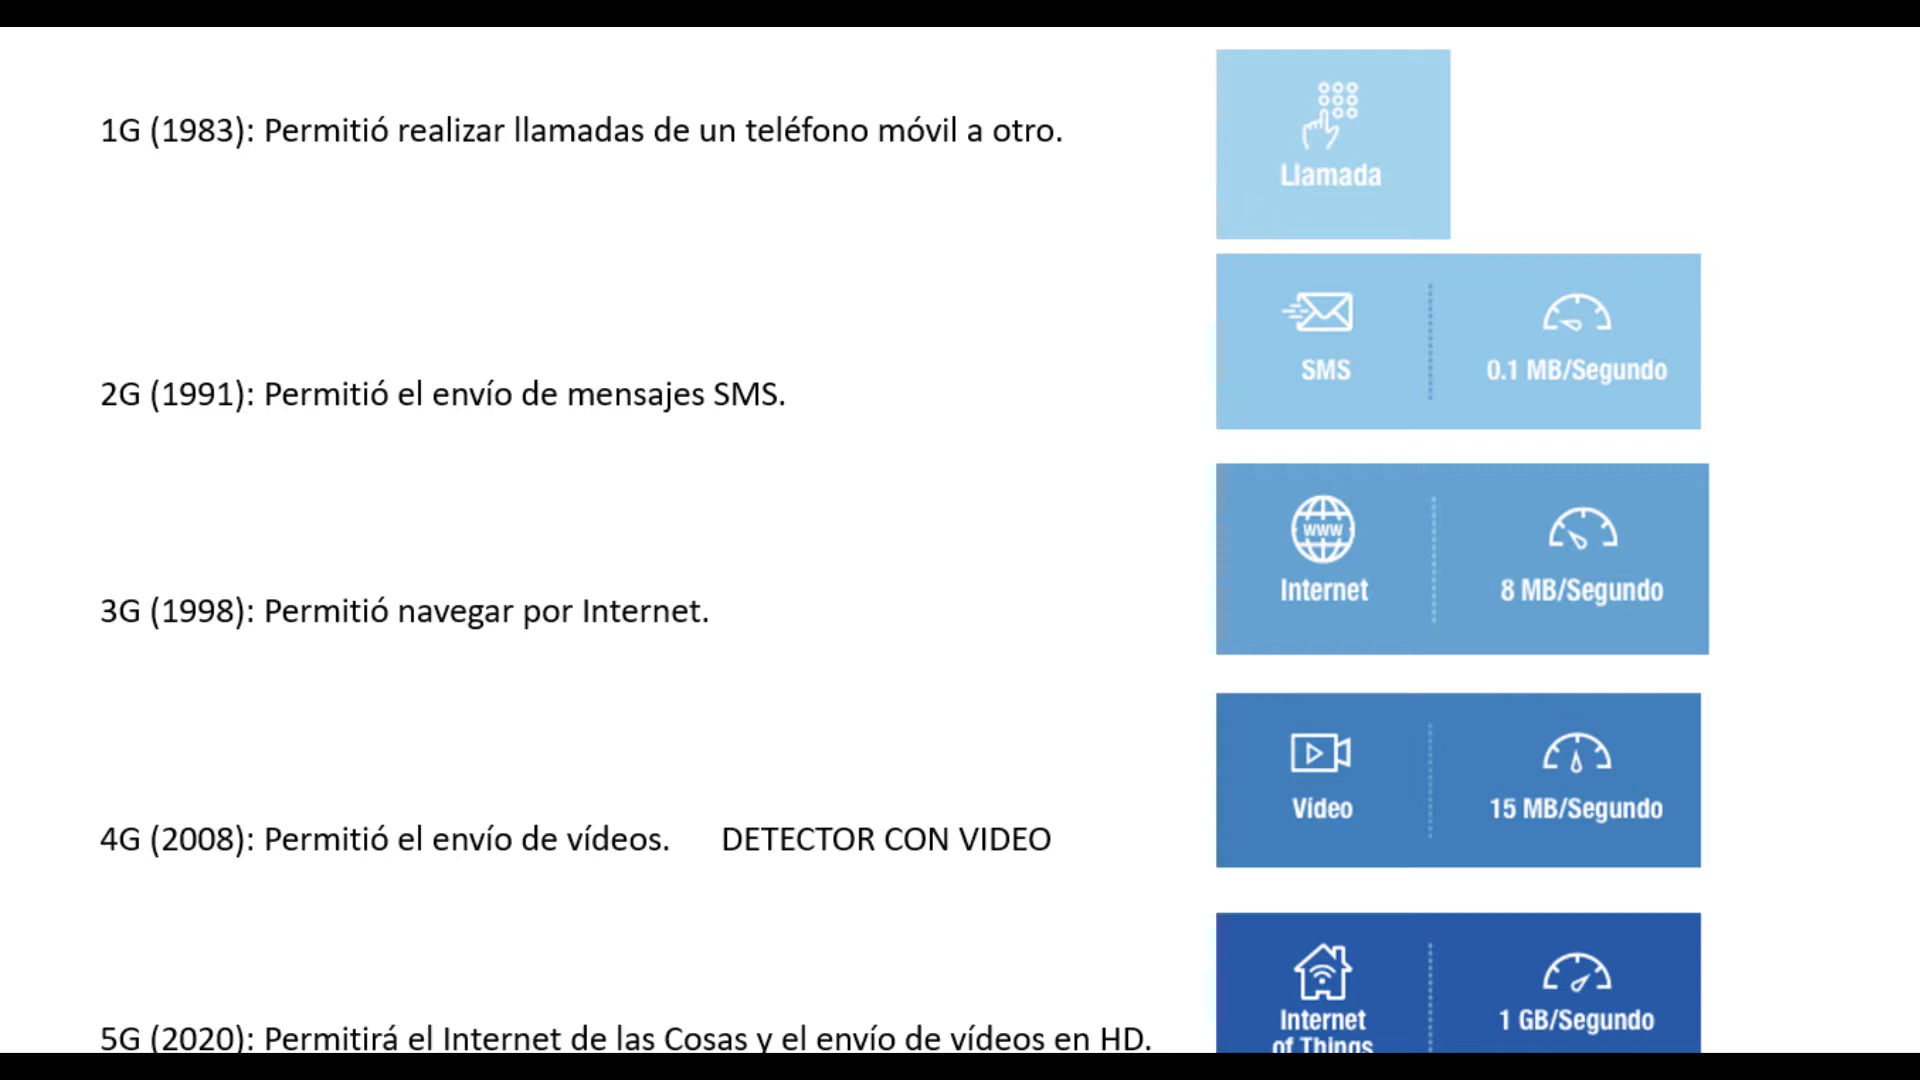 1G (1983): Permitió realizar llamadas de un teléfono móvil a otro.
Llamada
2G (1991): Permitió el envío de mensajes SMS.
SMS
0.1 MB/Segundo
3G (1998): Permitió navegar por Internet.
www
Internet
8 MB/Segundo
4G (2008): Permitió el envío de vídeos. DETECTOR CON VIDEO
Vídeo
15 MB/Segundo
5G (2020): Permitirá el Internet de las Cosas y el envío de vídeos en HD.
Internet
of Things
1 GB/Segundo